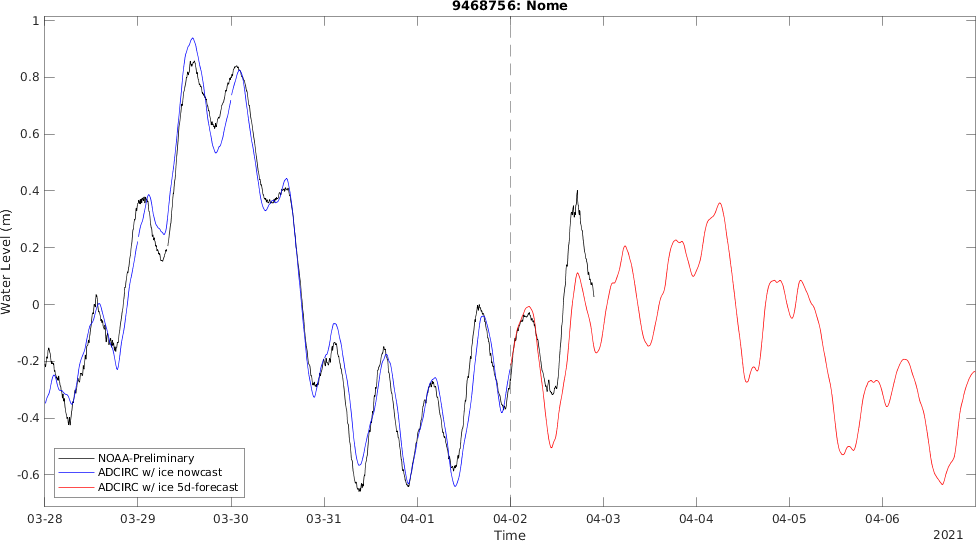 9468756: Nome
1
0.8
0.6
0.4
0.2
0
-0.2
-0.4
-0.6
Water Level (m)
NOAA-Preliminary
ADCIRC w/ ice nowcast
ADCIRC w/ ice 5d-forecast
03-28 03-29 03-30 03-31 04-01 04-02 04-03 04-04 04-05 04-06
Time
2021